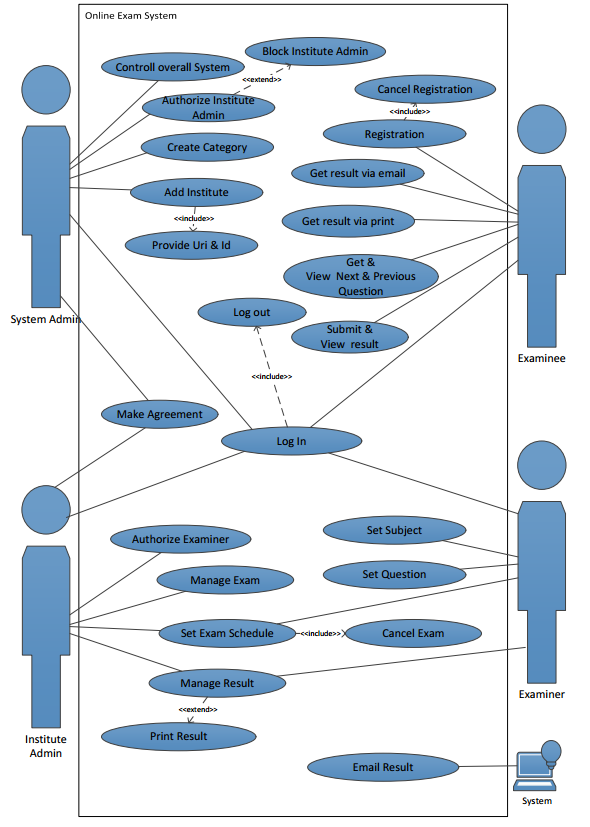 Online Exam System
Block Institute Admin
Controll overall System
<<extend>>
Cancel Registration
Authorize Institute
Admin
<<include>>
Registration
Create Category
Get result via email
Add Institute
<<include>>
Get result via print
Provide Uri & Id
Get &
View Next & Previous
Question
System Admin
Log out
Submit &
View result
Examinee
<<include>>
Make Agreement
Log In
Set Subject
Authorize Examiner
Set Question
Manage Exam
Set Exam Schedule
<<include>>
Cancel Exam
Manage Result
Examiner
<<extend>>
Print Result
Institute
Admin
Email Result
System